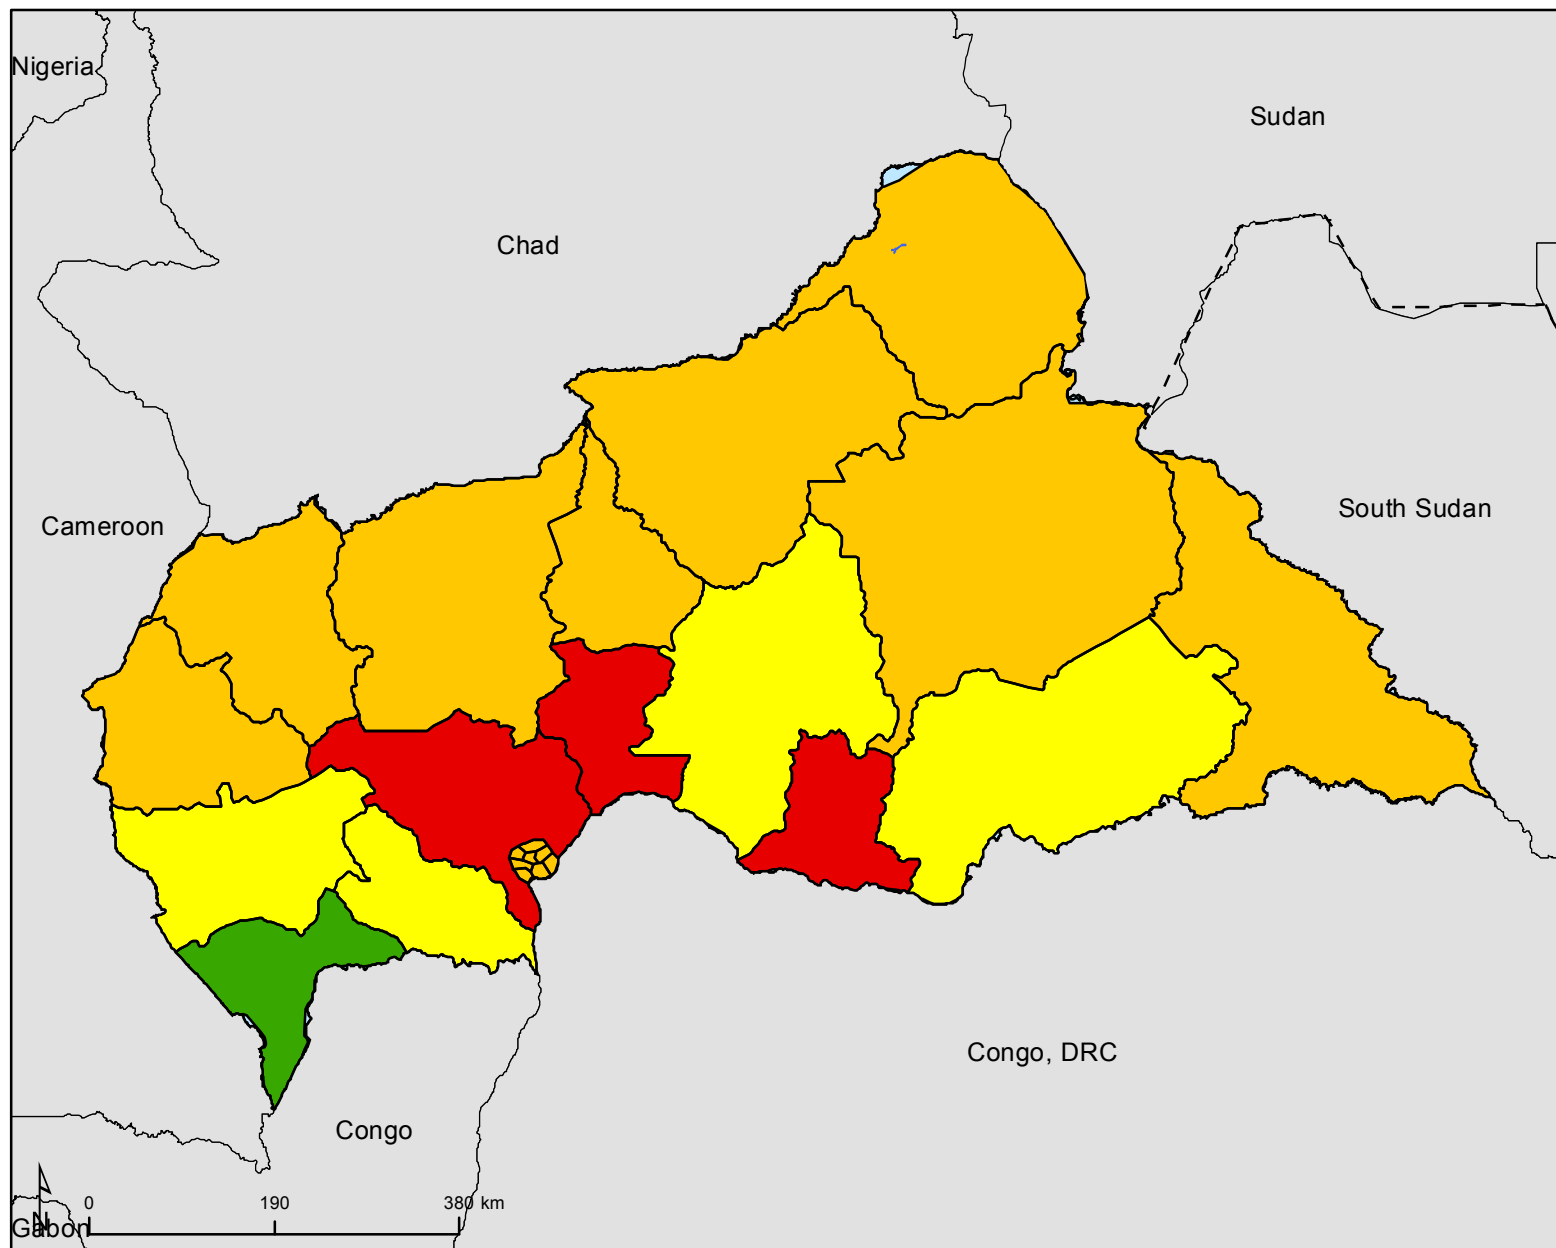 Nigeria
Sudan
Chad
South Sudan
Cameroon
Congo, DRC
Congo
0 190 380 km
N
Gabon